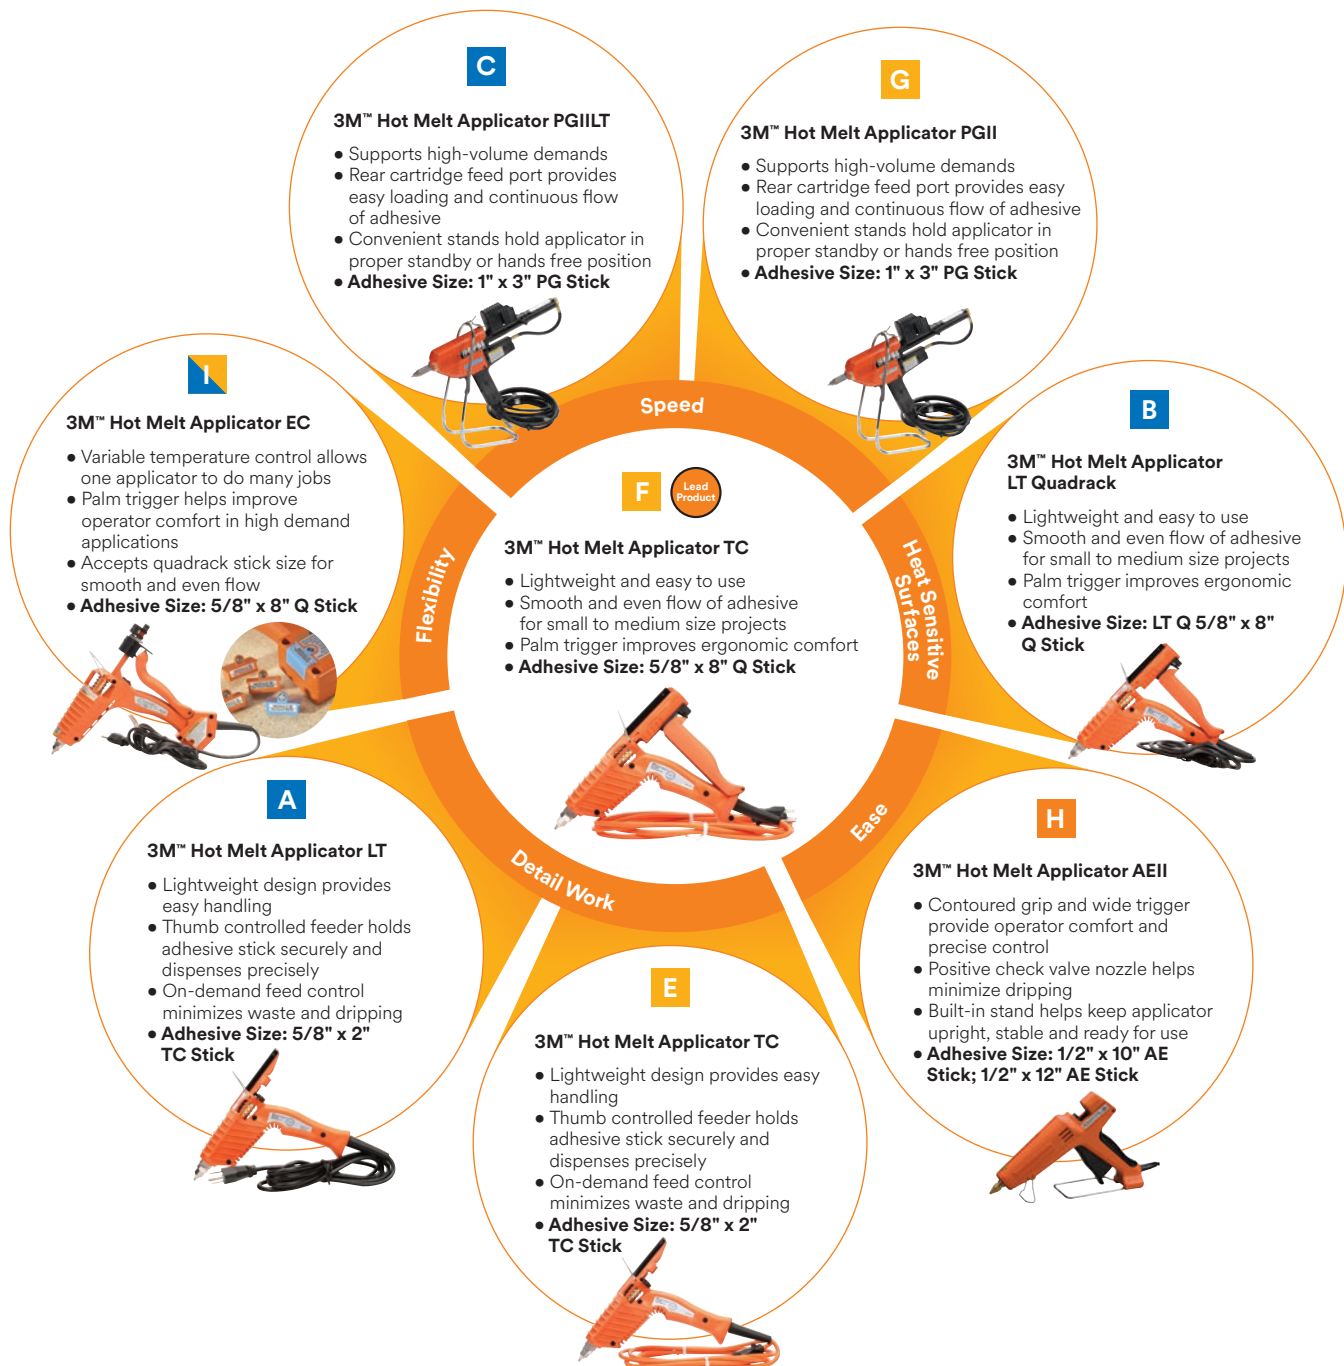 C
3M™ Hot Melt Applicator PGIILT
● Supports high-volume demands
● Rear cartridge feed port provides
easy loading and continuous flow
of adhesive
● Convenient stands hold applicator in
proper standby or hands free position
● Adhesive Size: 1" x 3" PG Stick
G
3M™ Hot Melt Applicator PGII
● Supports high-volume demands
● Rear cartridge feed port provides easy
loading and continuous flow of adhesive
● Convenient stands hold applicator in
proper standby or hands free position
● Adhesive Size: 1" x 3" PG Stick
I
3M™ Hot Melt Applicator EC
● Variable temperature control allows
one applicator to do many jobs
● Palm trigger helps improve
operator comfort in high demand
applications
● Accepts quadrack stick size for
smooth and even flow
● Adhesive Size: 5/8" x 8" Q Stick
Speed
Flexibility
Heat Sensitive
Surfaces
Ease
Detail Work
F
Lead
Product
3M™ Hot Melt Applicator TC
● Lightweight and easy to use
● Smooth and even flow of adhesive
for small to medium size projects
● Palm trigger improves ergonomic comfort
● Adhesive Size: 5/8" x 8" Q Stick
B
3M™ Hot Melt Applicator
LT Quadrack
● Lightweight and easy to use
● Smooth and even flow of adhesive
for small to medium size projects
● Palm trigger improves ergonomic
comfort
● Adhesive Size: LT Q 5/8" x 8"
Q Stick
A
3M™ Hot Melt Applicator LT
● Lightweight design provides
easy handling
● Thumb controlled feeder holds
adhesive stick securely and
dispenses precisely
● On-demand feed control
minimizes waste and dripping
● Adhesive Size: 5/8" x 2"
TC Stick
E
3M™ Hot Melt Applicator TC
● Lightweight design provides easy
handling
● Thumb controlled feeder holds
adhesive stick securely and
dispenses precisely
● On-demand feed control
minimizes waste and dripping
● Adhesive Size: 5/8" x 2"
TC Stick
H
3M™ Hot Melt Applicator AEII
● Contoured grip and wide trigger
provide operator comfort and
precise control
● Positive check valve nozzle helps
minimize dripping
● Built-in stand helps keep applicator
upright, stable and ready for use
● Adhesive Size: 1/2" x 10" AE
Stick; 1/2" x 12" AE Stick